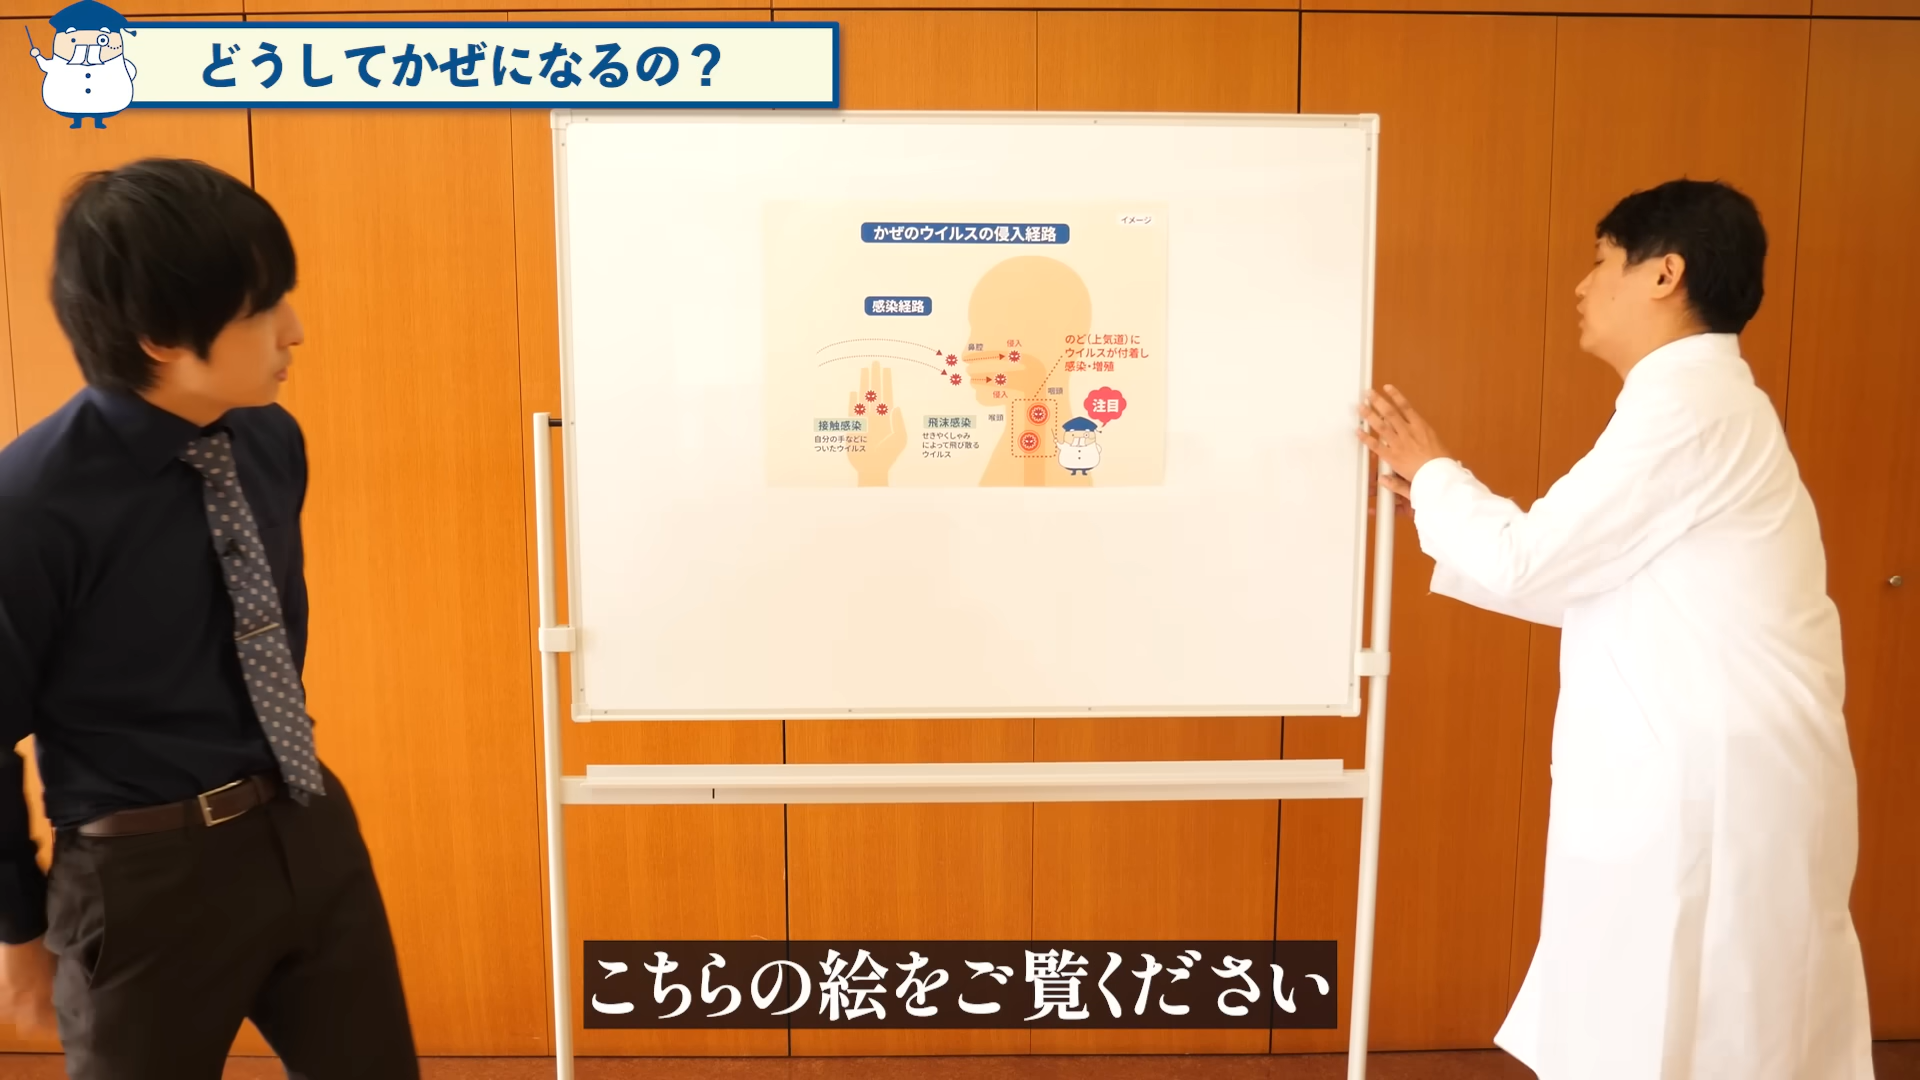 どうしてかぜになるの？
イメージ
かぜのウイルスの侵入経路
感染経路
鼻腔
侵入
のど（上気道）に
ウイルスが付着し
感染・増殖
侵入
咽頭
喉頭
注目
接触感染
自分の手などに
ついたウイルス
飛沫感染
せきやくしゃみ
によって飛び散る
ウイルス
こちらの絵をご覧ください